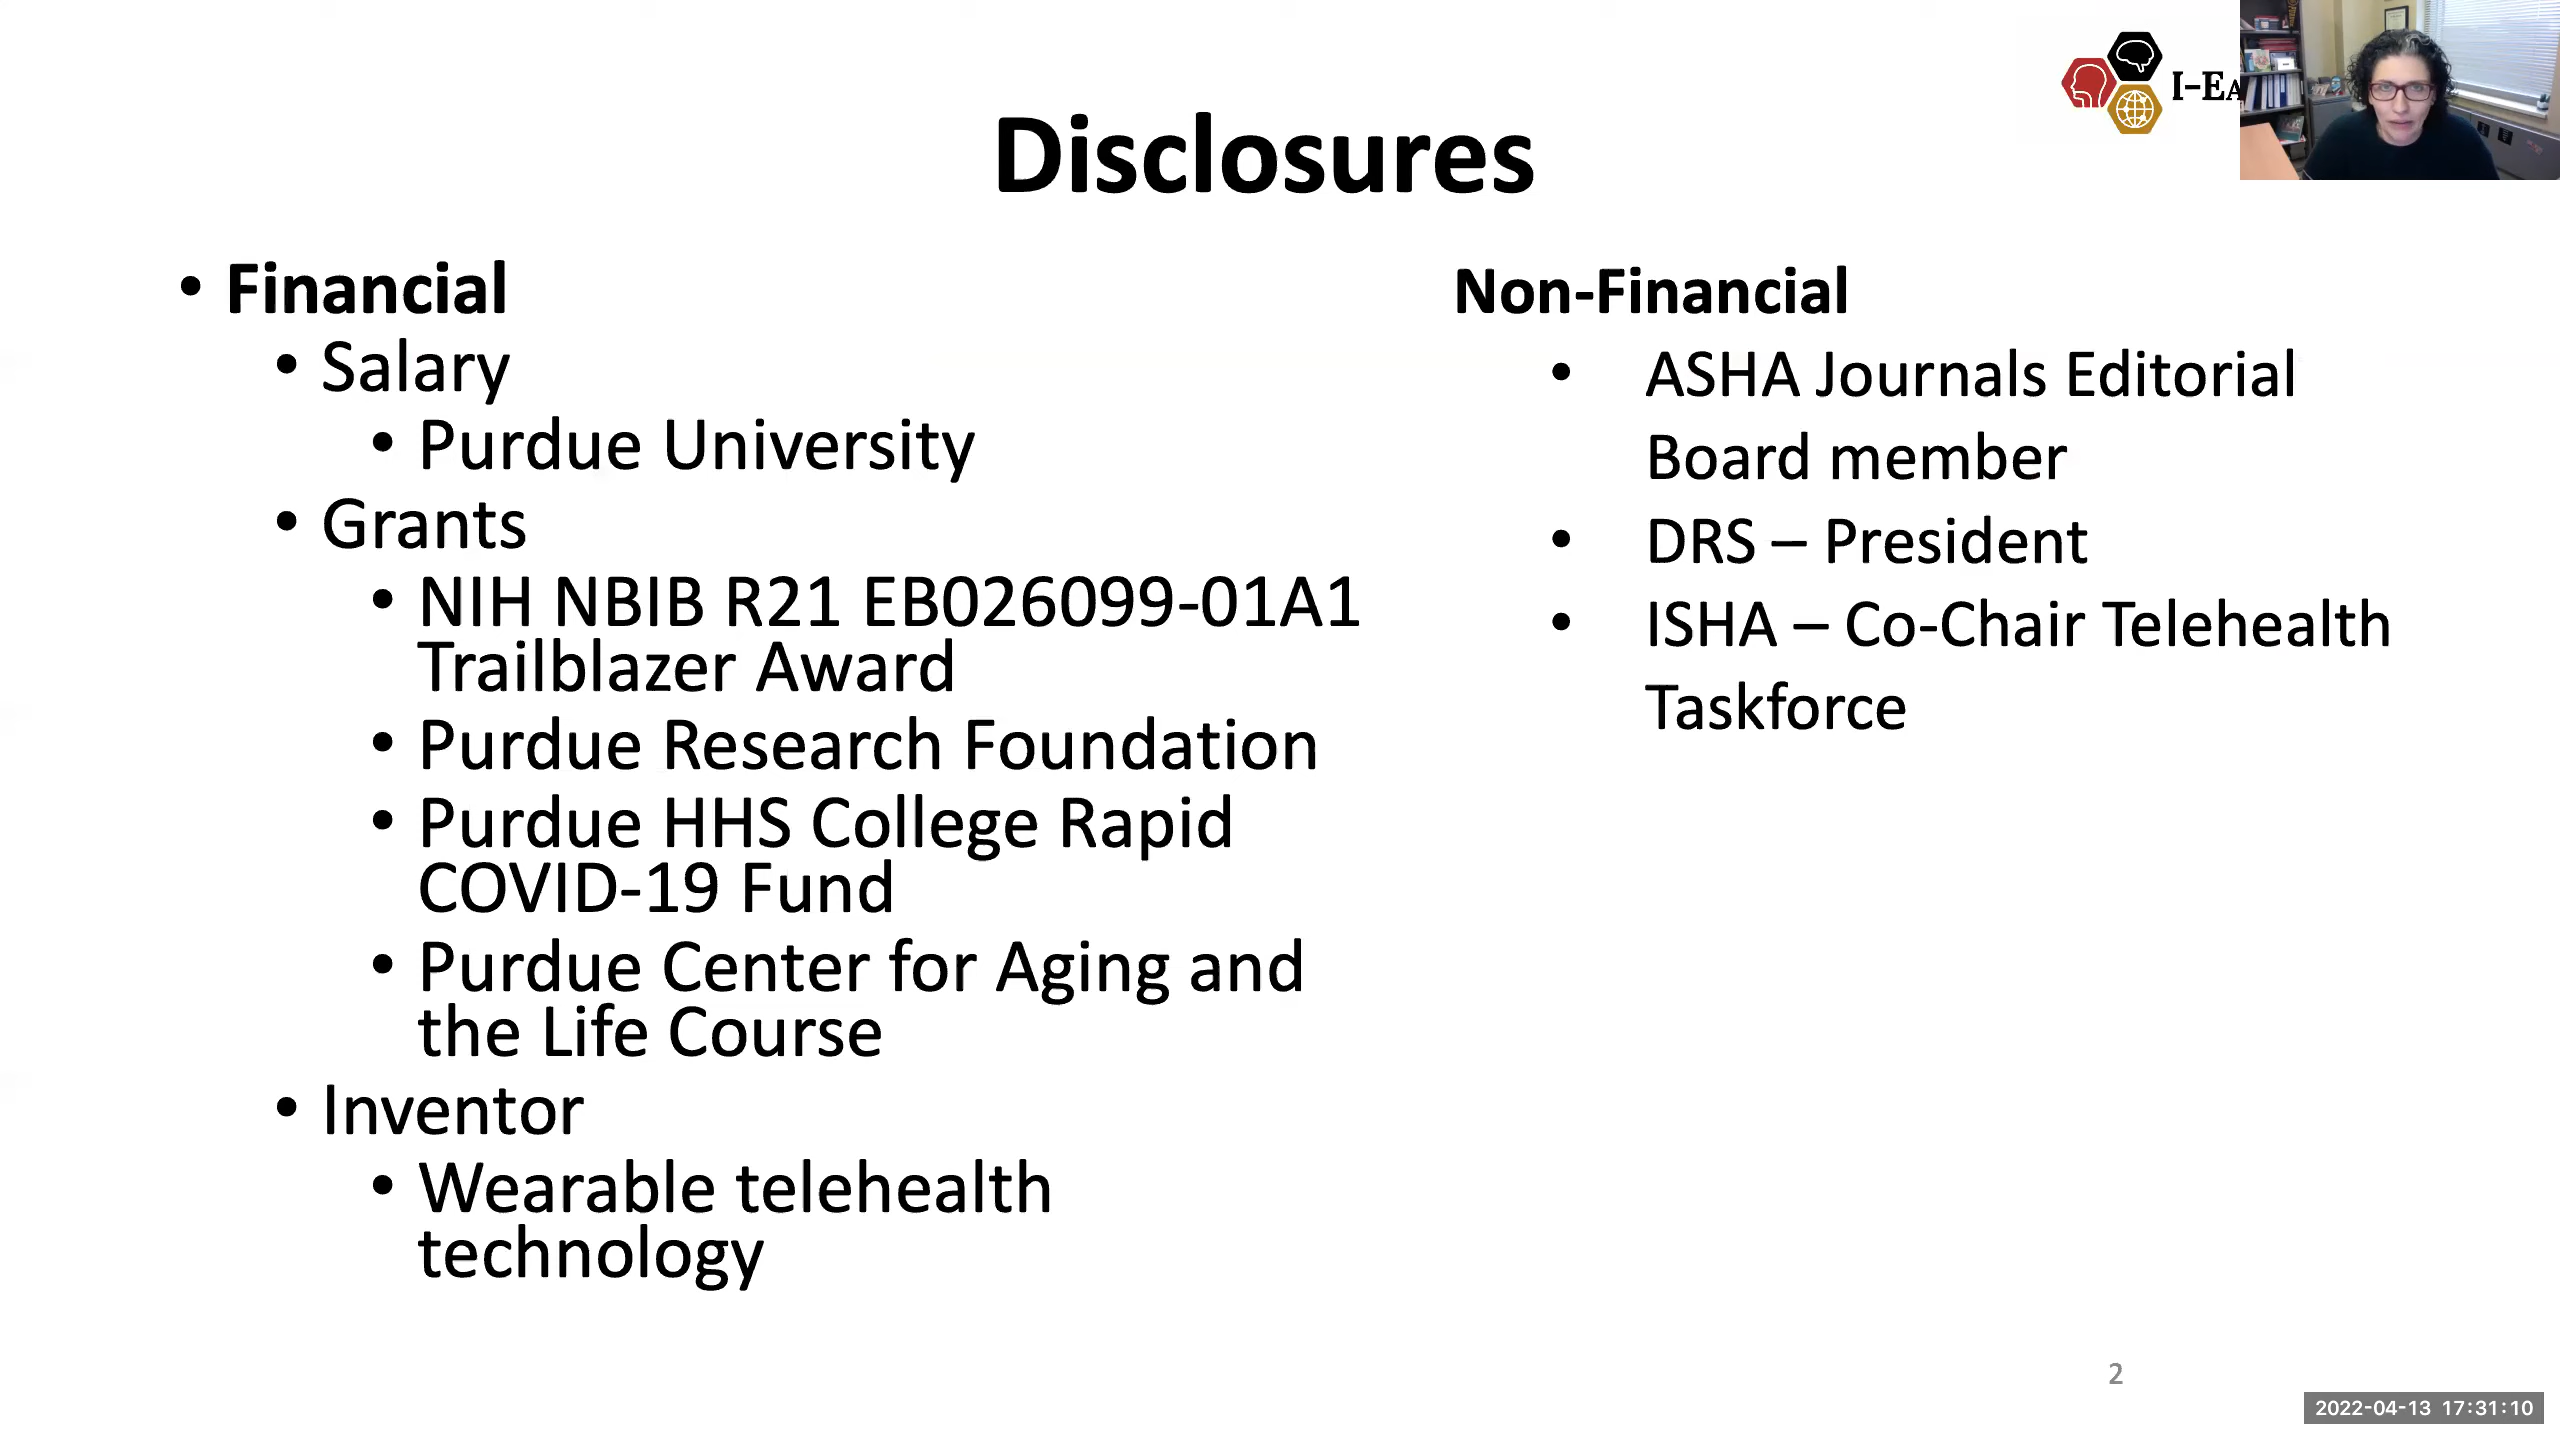 I-EA
Disclosures
• Financial
• Salary
• Purdue University
• Grants
• NIH NBIB R21 EB026099-01A1
Trailblazer Award
• Purdue Research Foundation
• Purdue HHS College Rapid
COVID-19 Fund
• Purdue Center for Aging and
the Life Course
• Inventor
• Wearable telehealth
technology
Non-Financial
• ASHA Journals Editorial
Board member
• DRS – President
• ISHA – Co-Chair Telehealth
Taskforce
2
2022-04-13 17:31:10